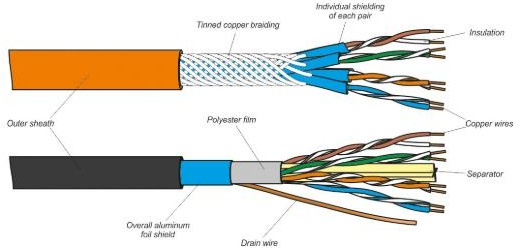 Individual shielding
of each pair
Tinned copper braiding
Insulation
Outer sheath
Polyester film
Copper wires
Separator
Overall aluminum
foil shield
Drain wire